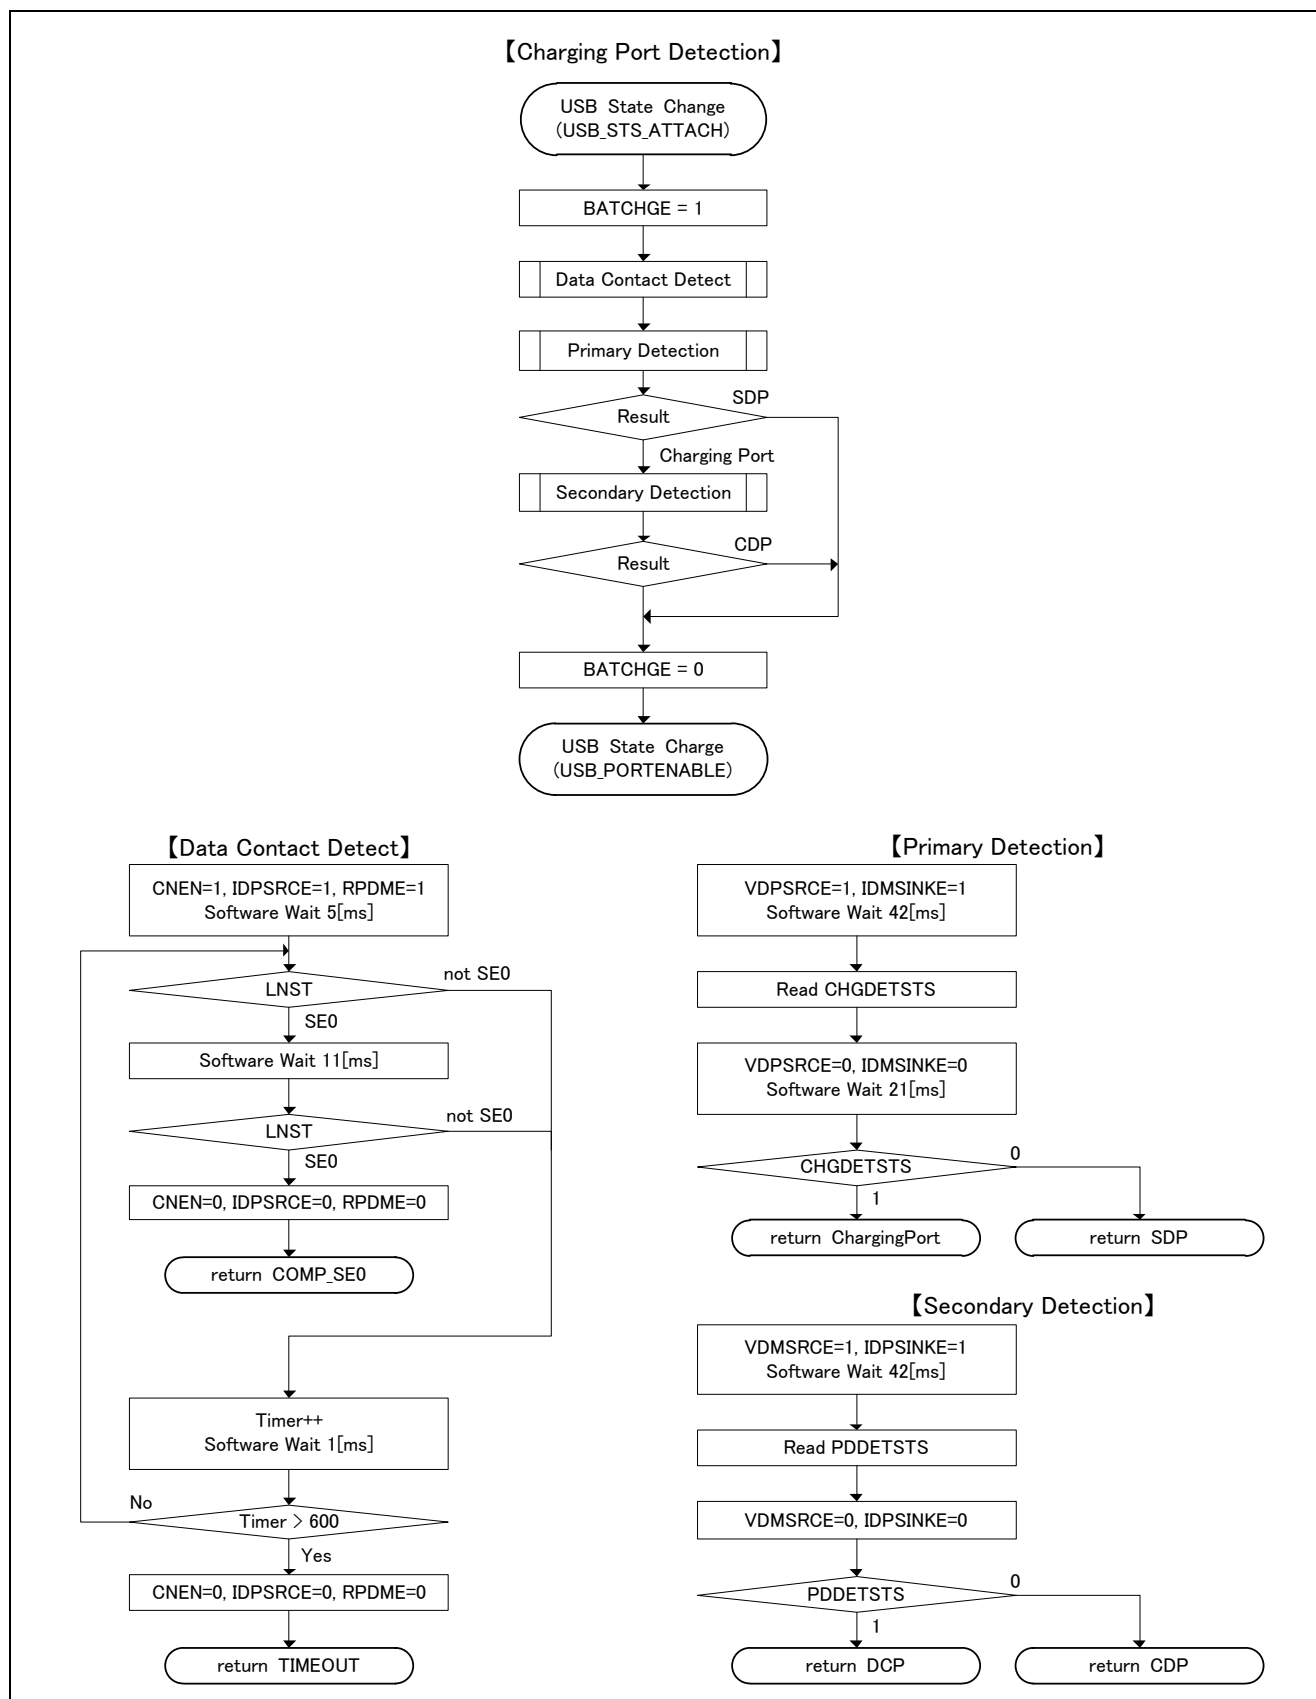 【Charging Port Detection】
USB State Change
(USB_STS_ATTACH)
BATCHGE = 1
Data Contact Detect
Primary Detection
SDP
Result
Charging Port
Secondary Detection
CDP
Result
BATCHGE = 0
USB State Charge
(USB_PORTENABLE)
【Data Contact Detect】
CNEN=1, IDPSRCE=1, RPDME=1
Software Wait 5[ms]
not SE0
LNST
SE0
Software Wait 11[ms]
not SE0
LNST
SE0
CNEN=0, IDPSRCE=0, RPDME=0
return COMP_SE0
Timer++
Software Wait 1[ms]
No
Timer > 600
Yes
CNEN=0, IDPSRCE=0, RPDME=0
return TIMEOUT
【Primary Detection】
VDPSRCE=1, IDMSINKE=1
Software Wait 42[ms]
Read CHGDETSTS
VDPSRCE=0, IDMSINKE=0
Software Wait 21[ms]
0
CHGDETSTS
1
return ChargingPort
return SDP
【Secondary Detection】
VDMSRCE=1, IDPSINKE=1
Software Wait 42[ms]
Read PDDETSTS
VDMSRCE=0, IDPSINKE=0
0
PDDETSTS
1
return DCP
return CDP